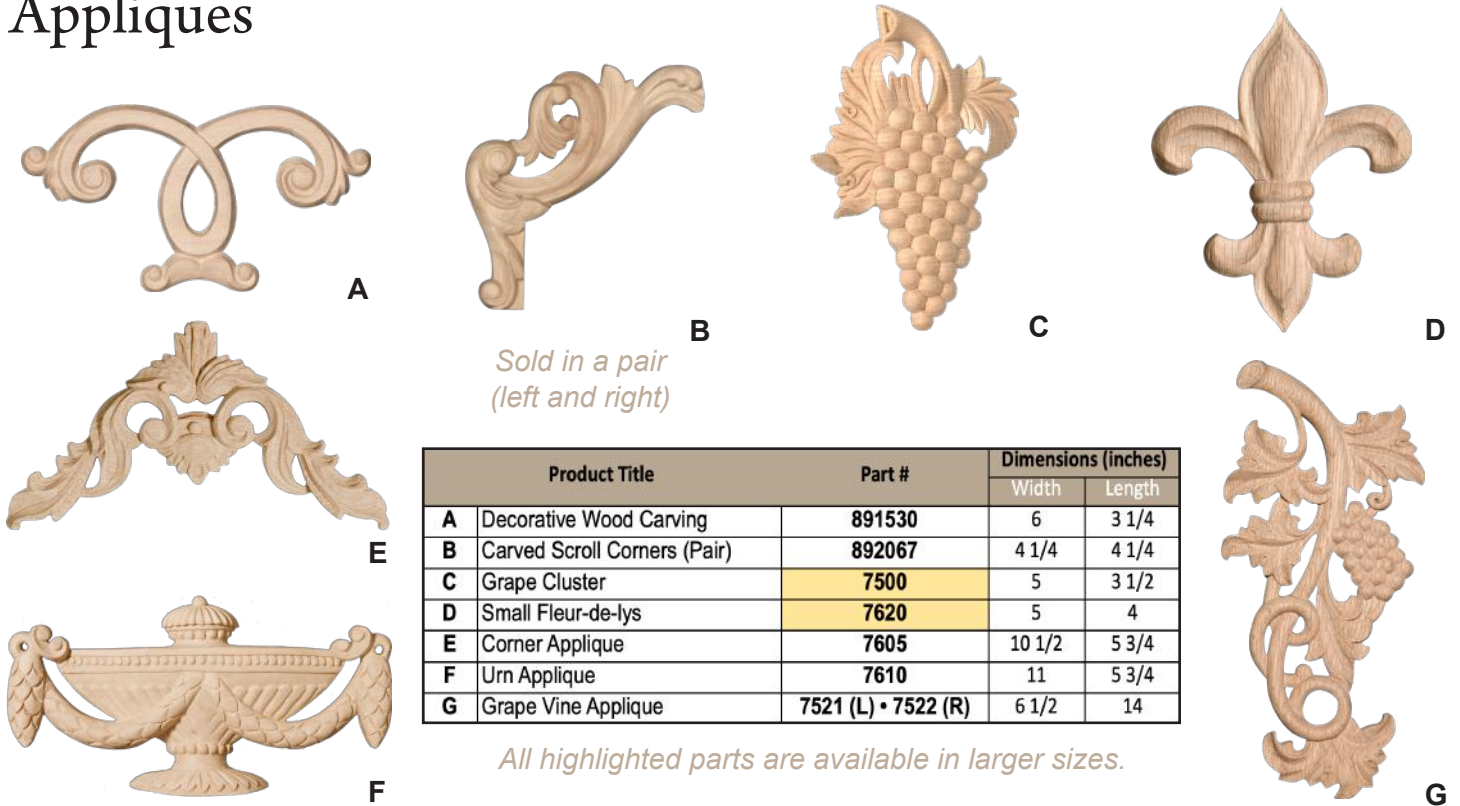 Appliques
A
B
C
D
Sold in a pair
(left and right)
E
Product Title Part # Dimensions (inches)
Width Length
A Decorative Wood Carving 891530 6 3 1/4
B Carved Scroll Corners (Pair) 892067 4 1/4 4 1/4
C Grape Cluster 7500 5 3 1/2
D Small Fleur-de-lys 7620 5 4
E Corner Applique 7605 10 1/2 5 3/4
F Urn Applique 7610 11 5 3/4
G Grape Vine Applique 7521 (L) • 7522 (R) 6 1/2 14
All highlighted parts are available in larger sizes.
F
G